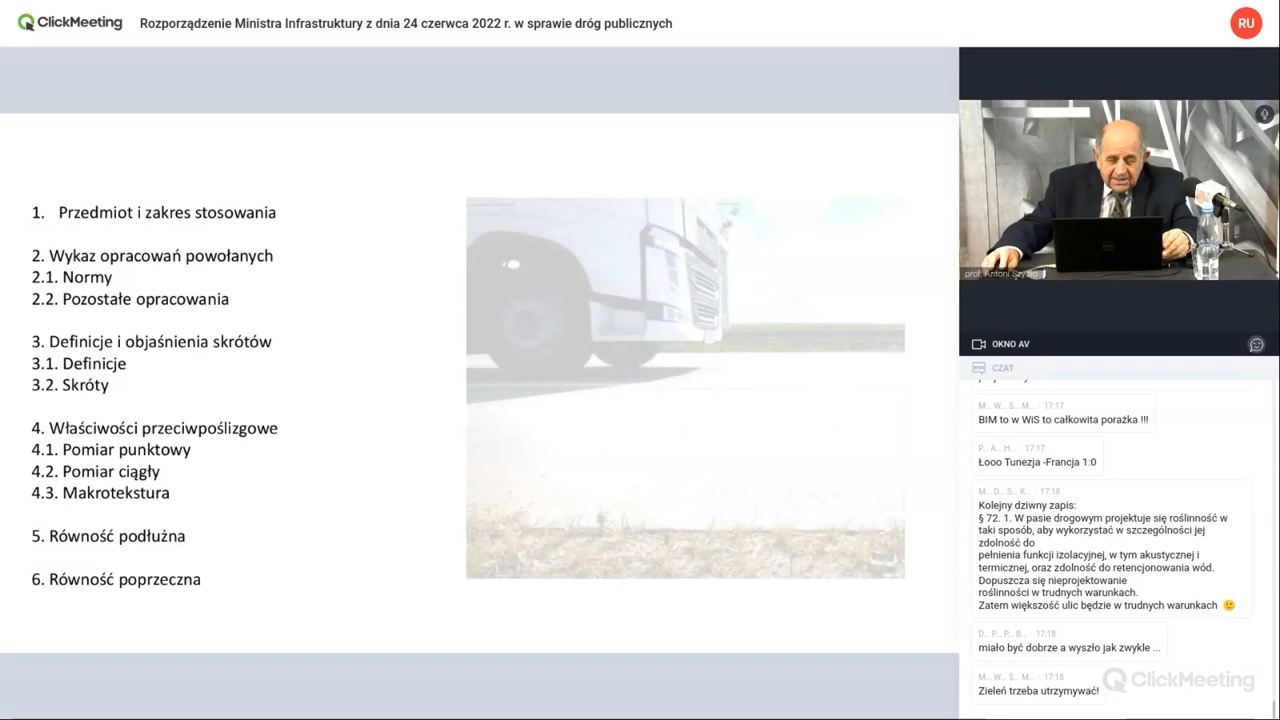 ClickMeeting
Rozporządzenie Ministra Infrastruktury z dnia 24 czerwca 2022 r. w sprawie dróg publicznych
RU
1. Przedmiot i zakres stosowania
2. Wykaz opracowań powołanych
2.1. Normy
2.2. Pozostałe opracowania
3. Definicje i objaśnienia skrótów
3.1. Definicje
3.2. Skróty
4. Właściwości przeciwpoślizgowe
4.1. Pomiar punktowy
4.2. Pomiar ciągły
4.3. Makrotekstura
5. Równość podłużna
6. Równość poprzeczna
prof. Antoni Szydło
OKNO AV
CZAT
M... W... S... M... 17:17
BIM to w WiS to całkowita porażka !!!
P... A... H... 17:17
Łooo Tunezja -Francja 1:0
M... D... S... K... 17:18
Kolejny dziwny zapis:
§ 72. 1. W pasie drogowym projektuje się roślinność w
taki sposób, aby wykorzystać w szczególności jej
zdolność do
pełnienia funkcji izolacyjnej, w tym akustycznej i
termicznej, oraz zdolność do retencjonowania wód.
Dopuszcza się nieprojektowanie
roślinności w trudnych warunkach.
Zatem większość ulic będzie w trudnych warunkach 🙂
D... P... P... B... 17:18
miało być dobrze a wyszło jak zwykle ...
M... W... S... M... 17:18
Zieleń trzeba utrzymywać!
ClickMeeting